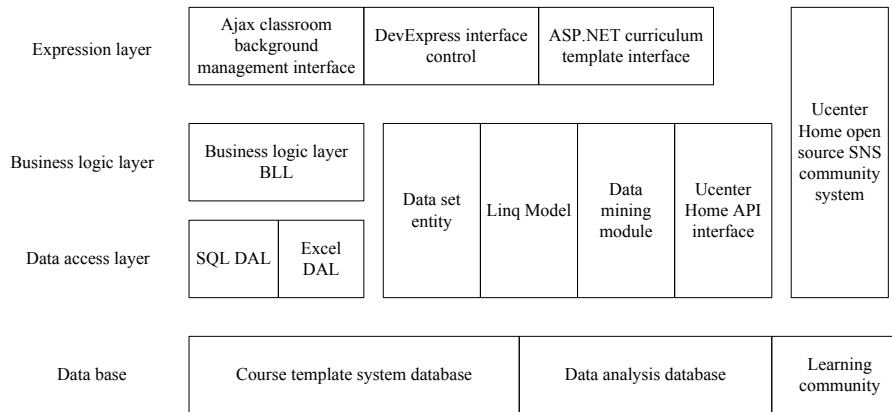 Expression layer
Ajax classroom
background
management interface
DevExpress interface
control
ASP.NET curriculum
template interface
Ucenter
Home open
source SNS
community
system
Business logic layer
Business logic layer
BLL
Data set
entity
Linq Model
Data
mining
module
Ucenter
Home API
interface
Data access layer
SQL DAL
Excel
DAL
Data base
Course template system database
Data analysis database
Learning
community